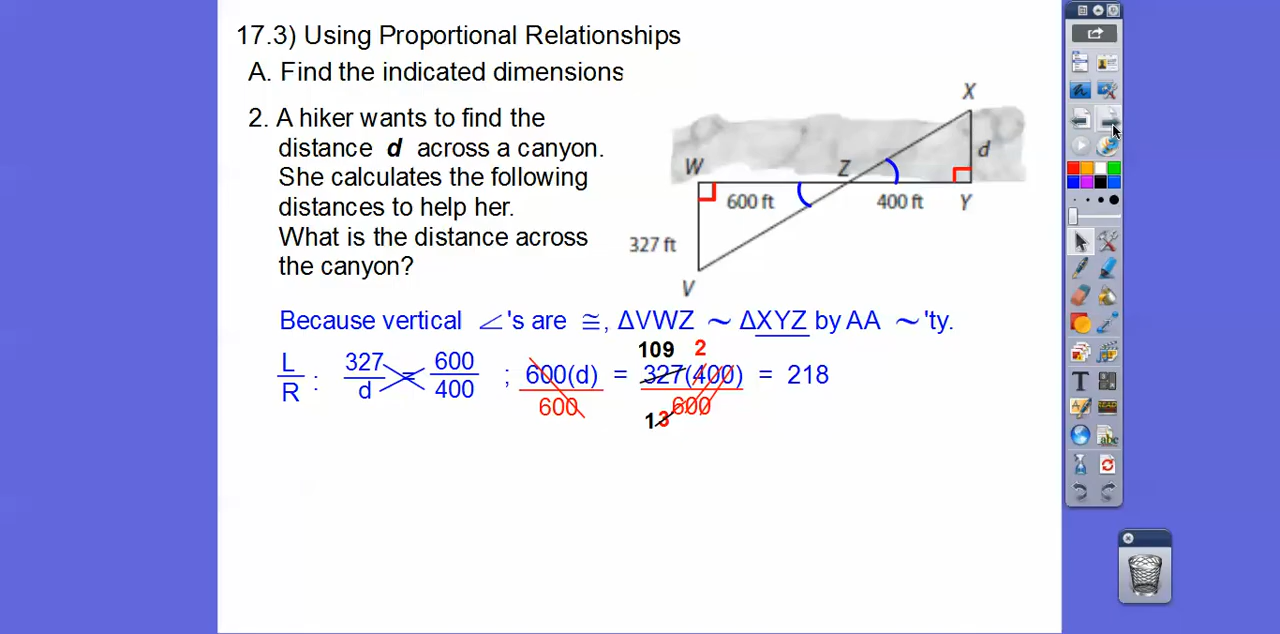 17.3) Using Proportional Relationships
A. Find the indicated dimensions
2. A hiker wants to find the
distance d across a canyon.
She calculates the following
distances to help her.
What is the distance across
the canyon?
X
d
W
Z
600 ft
400 ft
Y
327 ft
V
Because vertical ∠'s are ≅, ΔVWZ ~ ΔXYZ by AA ~'ty.
109 2
L/R : 327/d = 600/400 ; 600(d)/600 = 327(400)/600 = 218
1 3